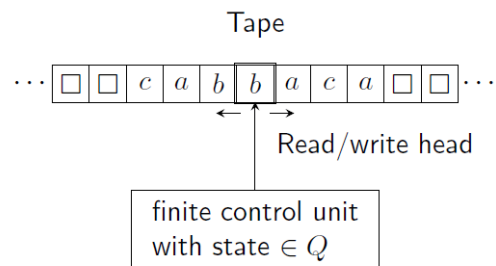 Tape
··· □ □ c a b b a c a □ □ ···
← →
Read/write head
finite control unit
with state ∈ Q